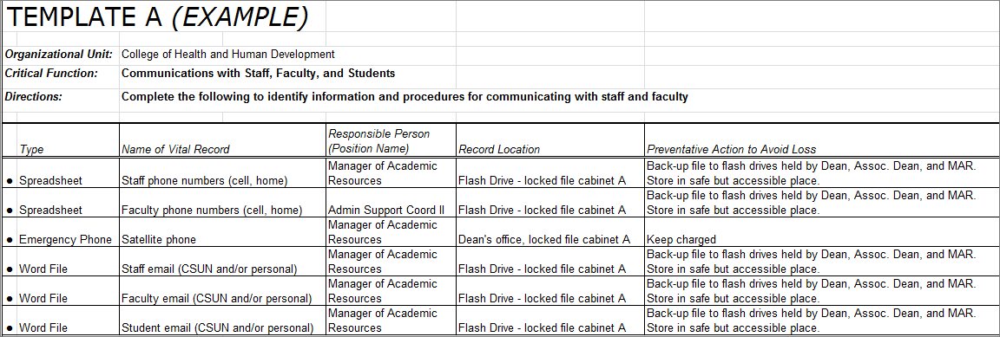 TEMPLATE A (EXAMPLE)
Organizational Unit: College of Health and Human Development
Critical Function: Communications with Staff, Faculty, and Students
Directions: Complete the following to identify information and procedures for communicating with staff and faculty
Type Name of Vital Record Responsible Person (Position Name) Record Location Preventative Action to Avoid Loss
● Spreadsheet Staff phone numbers (cell, home) Manager of Academic Resources Flash Drive - locked file cabinet A Back-up file to flash drives held by Dean, Assoc. Dean, and MAR. Store in safe but accessible place.
● Spreadsheet Faculty phone numbers (cell, home) Admin Support Coord II Flash Drive - locked file cabinet A Back-up file to flash drives held by Dean, Assoc. Dean, and MAR. Store in safe but accessible place.
● Emergency Phone Satellite phone Manager of Academic Resources Dean's office, locked file cabinet A Keep charged
● Word File Staff email (CSUN and/or personal) Manager of Academic Resources Flash Drive - locked file cabinet A Back-up file to flash drives held by Dean, Assoc. Dean, and MAR. Store in safe but accessible place.
● Word File Faculty email (CSUN and/or personal) Manager of Academic Resources Flash Drive - locked file cabinet A Back-up file to flash drives held by Dean, Assoc. Dean, and MAR. Store in safe but accessible place.
● Word File Student email (CSUN and/or personal) Manager of Academic Resources Flash Drive - locked file cabinet A Back-up file to flash drives held by Dean, Assoc. Dean, and MAR. Store in safe but accessible place.